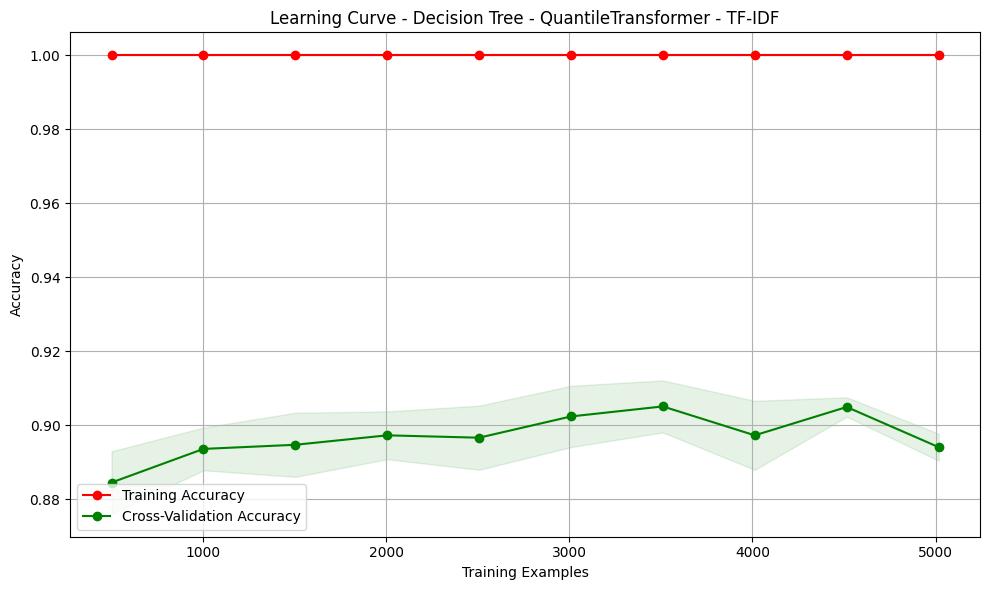 Learning Curve - Decision Tree - QuantileTransformer - TF-IDF
1.00
0.98
0.96
0.94
0.92
0.90
0.88
Accuracy
Training Accuracy
Cross-Validation Accuracy
1000 2000 3000 4000 5000
Training Examples